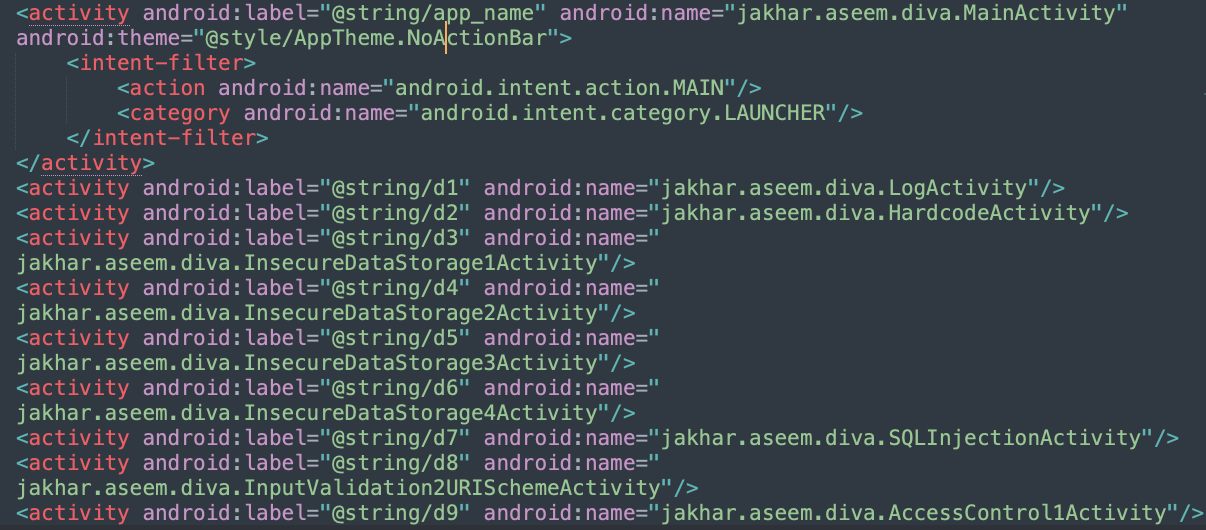 <activity android:label="@string/app_name" android:name="jakhar.aseem.diva.MainActivity"
android:theme="@style/AppTheme.NoActionBar">
<intent-filter>
<action android:name="android.intent.action.MAIN"/>
<category android:name="android.intent.category.LAUNCHER"/>
</intent-filter>
</activity>
<activity android:label="@string/d1" android:name="jakhar.aseem.diva.LogActivity"/>
<activity android:label="@string/d2" android:name="jakhar.aseem.diva.HardcodeActivity"/>
<activity android:label="@string/d3" android:name="
jakhar.aseem.diva.InsecureDataStorage1Activity"/>
<activity android:label="@string/d4" android:name="
jakhar.aseem.diva.InsecureDataStorage2Activity"/>
<activity android:label="@string/d5" android:name="
jakhar.aseem.diva.InsecureDataStorage3Activity"/>
<activity android:label="@string/d6" android:name="
jakhar.aseem.diva.InsecureDataStorage4Activity"/>
<activity android:label="@string/d7" android:name="jakhar.aseem.diva.SQLInjectionActivity"/>
<activity android:label="@string/d8" android:name="
jakhar.aseem.diva.InputValidation2URISchemeActivity"/>
<activity android:label="@string/d9" android:name="jakhar.aseem.diva.AccessControl1Activity"/>